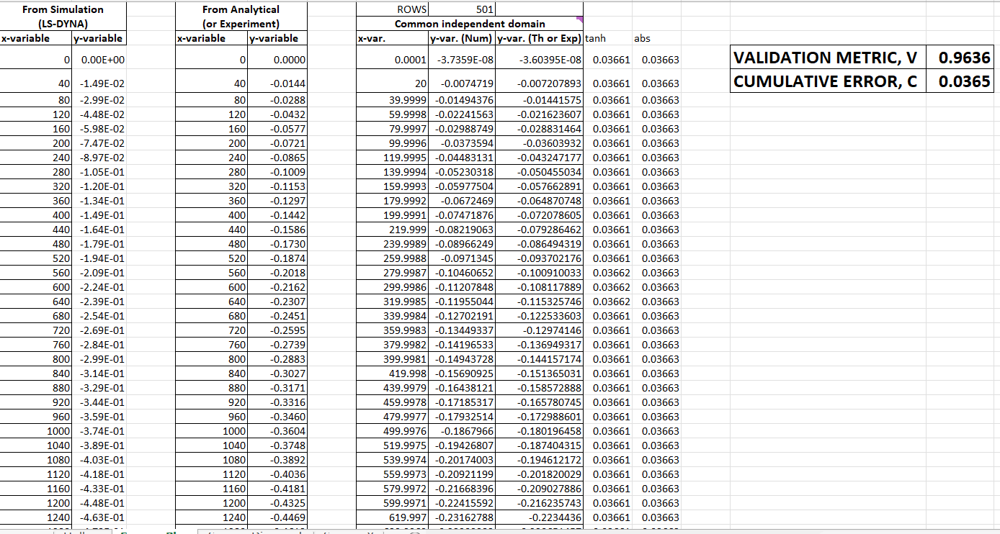 From Simulation From Analytical ROWS 501
(LS-DYNA) (or Experiment) Common independent domain
x-variable y-variable x-variable y-variable x-var. y-var. (Num) y-var. (Th or Exp) tanh abs
0 0.00E+00 0 0.0000 0.0001 -3.7359E-08 -3.60395E-08 0.03661 0.03663 VALIDATION METRIC, V 0.9636
40 -1.49E-02 40 -0.0144 20 -0.0074719 -0.007207893 0.03661 0.03663 CUMULATIVE ERROR, C 0.0365
80 -2.99E-02 80 -0.0288 39.9999 -0.01494376 -0.01441575 0.03661 0.03663
120 -4.48E-02 120 -0.0432 59.9998 -0.02241563 -0.021623607 0.03661 0.03663
160 -5.98E-02 160 -0.0577 79.9997 -0.02988749 -0.028831464 0.03661 0.03663
200 -7.47E-02 200 -0.0721 99.9996 -0.0373594 -0.03603932 0.03661 0.03663
240 -8.97E-02 240 -0.0865 119.9995 -0.04483131 -0.043247177 0.03661 0.03663
280 -1.05E-01 280 -0.1009 139.9994 -0.05230318 -0.050455034 0.03661 0.03663
320 -1.20E-01 320 -0.1153 159.9993 -0.05977504 -0.057662891 0.03661 0.03663
360 -1.34E-01 360 -0.1297 179.9992 -0.0672469 -0.064870748 0.03661 0.03663
400 -1.49E-01 400 -0.1442 199.9991 -0.07471876 -0.072078605 0.03661 0.03663
440 -1.64E-01 440 -0.1586 219.999 -0.08219063 -0.079286462 0.03661 0.03663
480 -1.79E-01 480 -0.1730 239.9989 -0.08966249 -0.086494319 0.03661 0.03663
520 -1.94E-01 520 -0.1874 259.9988 -0.0971345 -0.093702176 0.03661 0.03663
560 -2.09E-01 560 -0.2018 279.9987 -0.10460652 -0.100910033 0.03662 0.03663
600 -2.24E-01 600 -0.2162 299.9986 -0.11207848 -0.108117889 0.03662 0.03663
640 -2.39E-01 640 -0.2307 319.9985 -0.11955044 -0.115325746 0.03662 0.03663
680 -2.54E-01 680 -0.2451 339.9984 -0.12702191 -0.122533603 0.03661 0.03663
720 -2.69E-01 720 -0.2595 359.9983 -0.13449337 -0.12974146 0.03661 0.03663
760 -2.84E-01 760 -0.2739 379.9982 -0.14196533 -0.136949317 0.03661 0.03663
800 -2.99E-01 800 -0.2883 399.9981 -0.14943728 -0.144157174 0.03661 0.03663
840 -3.14E-01 840 -0.3027 419.998 -0.15690925 -0.151365031 0.03661 0.03663
880 -3.29E-01 880 -0.3171 439.9979 -0.16438121 -0.158572888 0.03661 0.03663
920 -3.44E-01 920 -0.3316 459.9978 -0.17185317 -0.165780745 0.03661 0.03663
960 -3.59E-01 960 -0.3460 479.9977 -0.17932514 -0.172988601 0.03661 0.03663
1000 -3.74E-01 1000 -0.3604 499.9976 -0.1867966 -0.180196458 0.03661 0.03663
1040 -3.89E-01 1040 -0.3748 519.9975 -0.19426807 -0.187404315 0.03661 0.03663
1080 -4.03E-01 1080 -0.3892 539.9974 -0.20174003 -0.194612172 0.03661 0.03663
1120 -4.18E-01 1120 -0.4036 559.9973 -0.20921199 -0.201820029 0.03661 0.03663
1160 -4.33E-01 1160 -0.4181 579.9972 -0.21668396 -0.209027886 0.03661 0.03663
1200 -4.48E-01 1200 -0.4325 599.9971 -0.22415592 -0.216235743 0.03661 0.03663
1240 -4.63E-01 1240 -0.4469 619.997 -0.23162788 -0.2234436 0.03661 0.03663